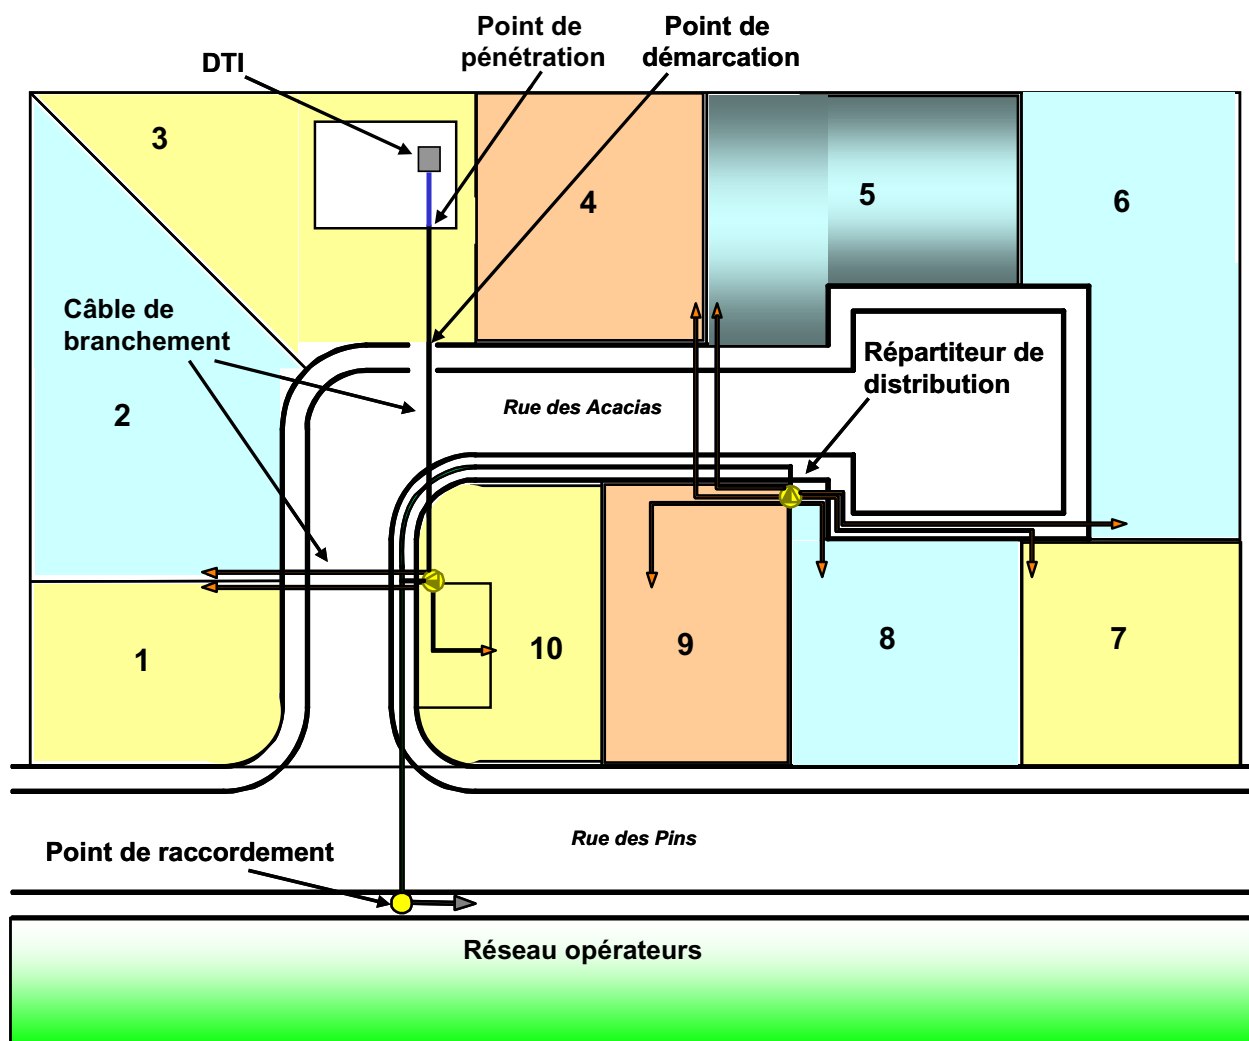 Point de
pénétration
Point de
démarcation
DTI
3
4
5
6
Câble de
branchement
2
Répartiteur de
distribution
Rue des Acacias
1
10
9
8
7
Rue des Pins
Point de raccordement
Réseau opérateurs